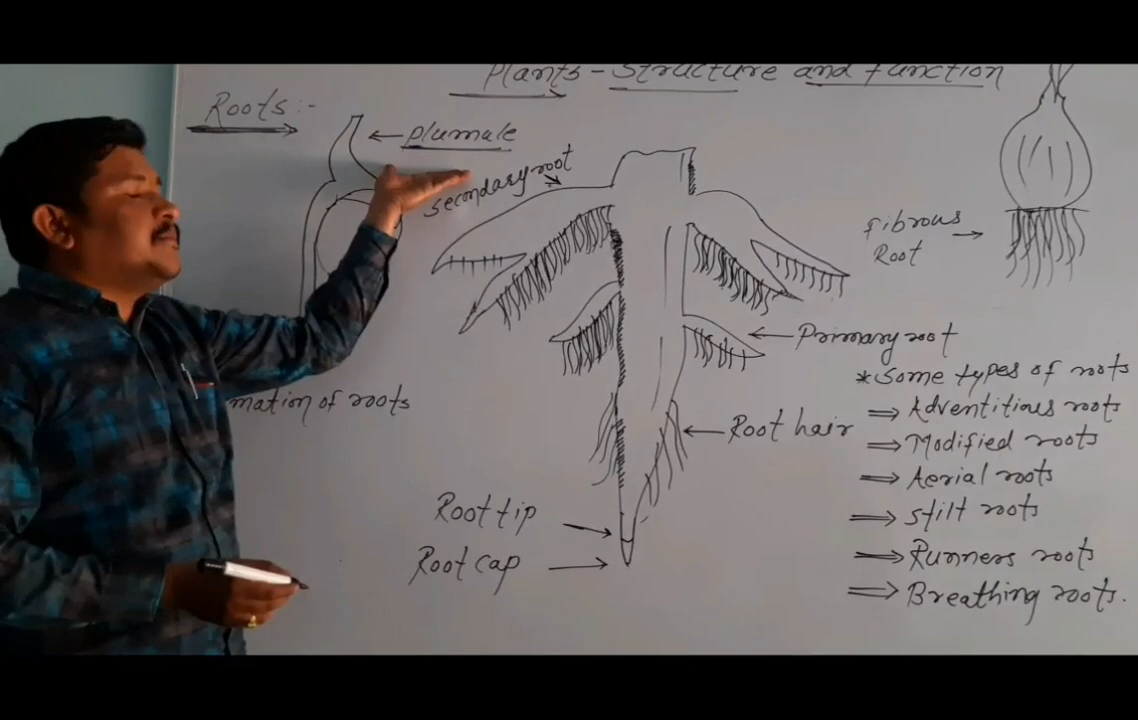 Plants - Structure and function
Roots :-
plumale
secondary root
fibrous
Root
Primary root
*Some types of roots
mation of roots
⇒ Adventitious roots
Root hair
⇒ Modified roots
⇒ Aerial roots
Root tip
⇒ stilt roots
Root cap
⇒ Runners roots
⇒ Breathing roots.